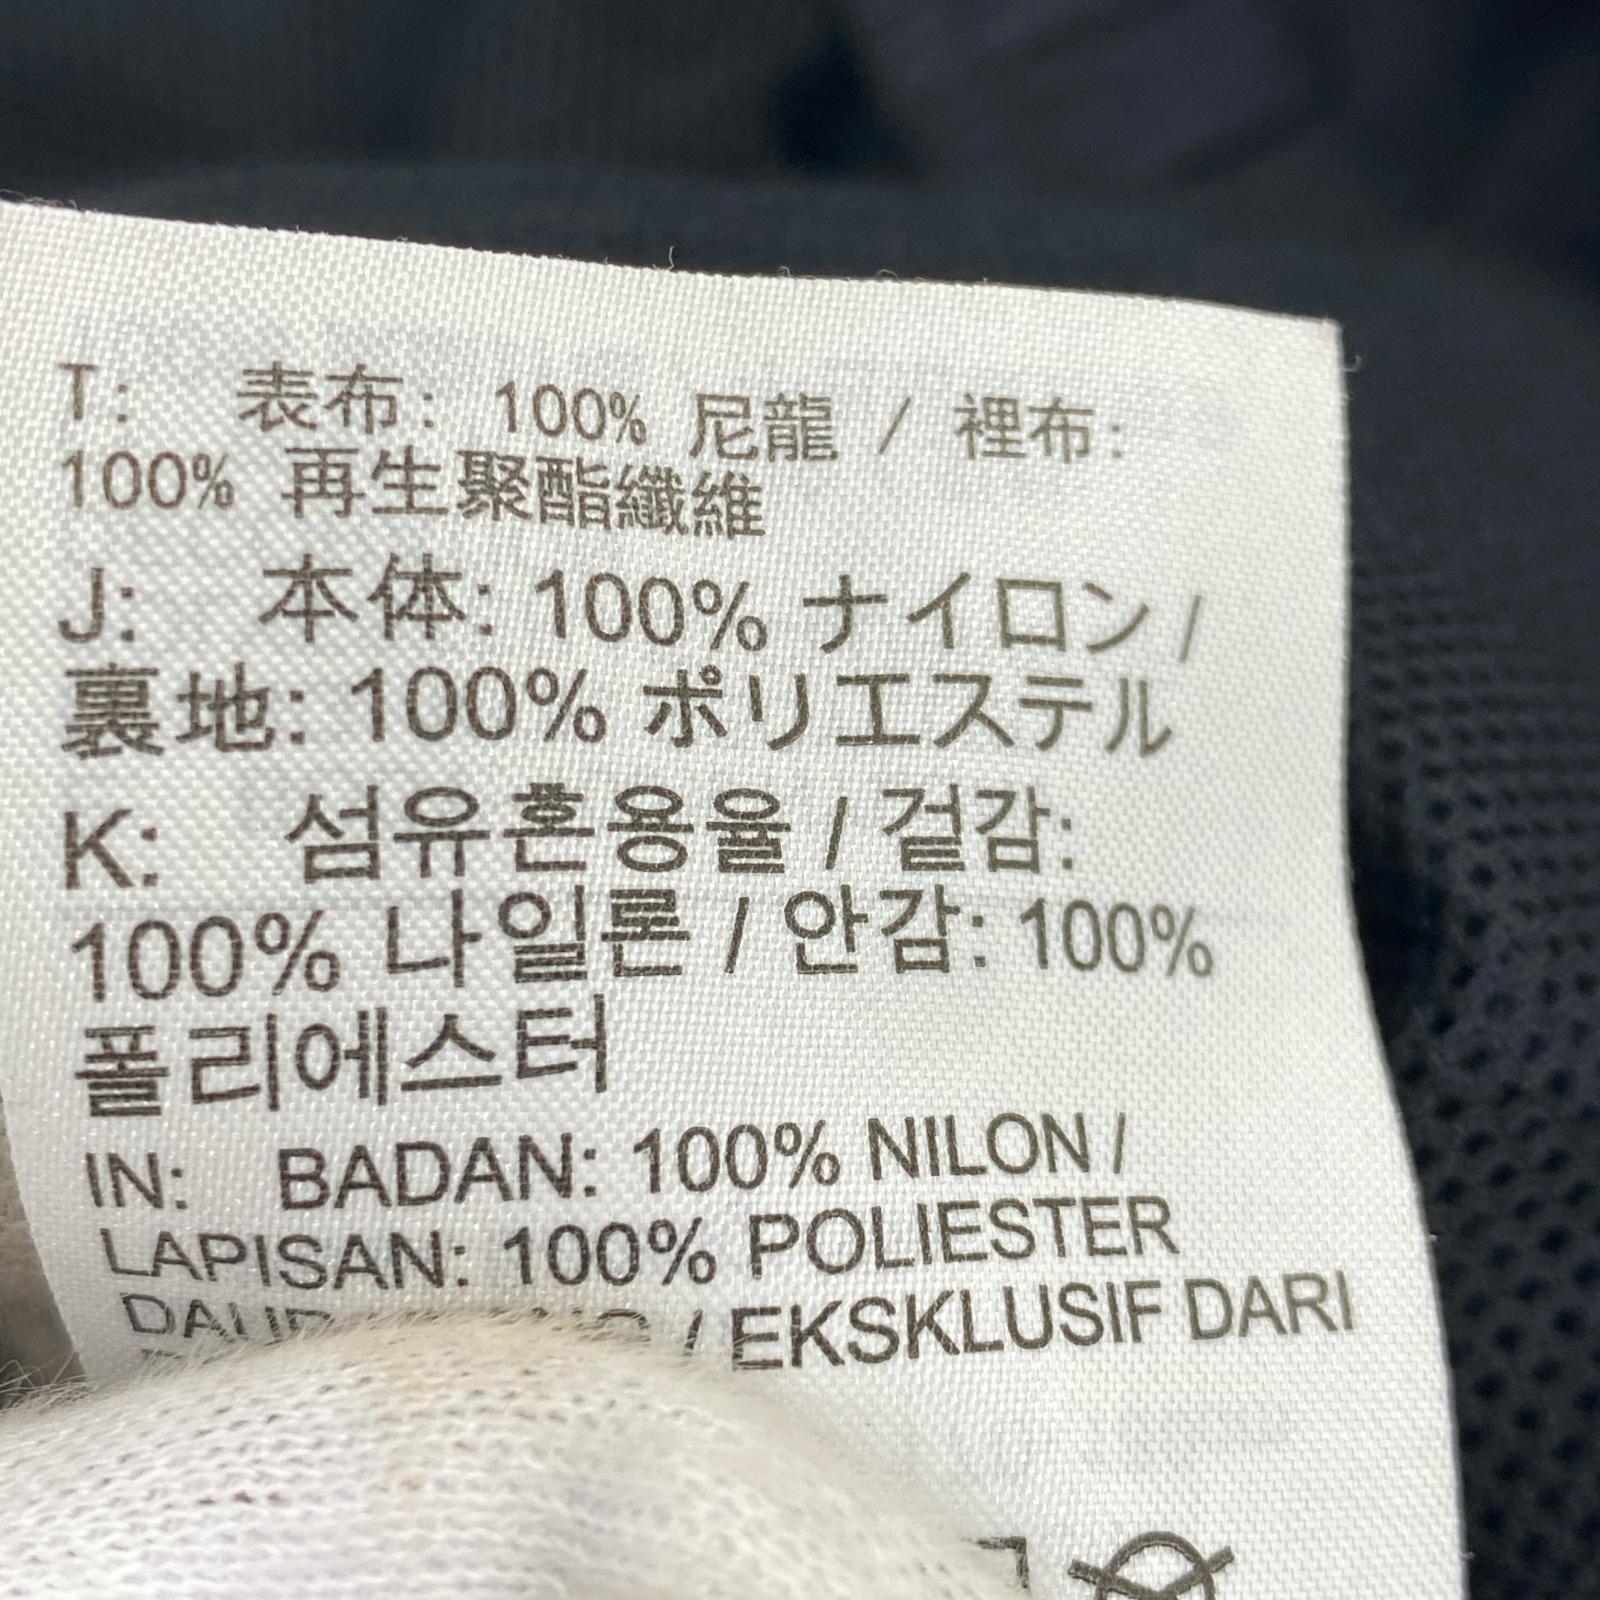 T: 表布: 100% 尼龍 / 裡布:
100% 再生聚酯纖維
J: 本体: 100% ナイロン /
裏地: 100% ポリエステル
K: 섬유혼용율 / 겉감:
100% 나일론 / 안감: 100%
폴리에스터
IN: BADAN: 100% NILON /
LAPISAN: 100% POLIESTER
/ EKSKLUSIF DARI